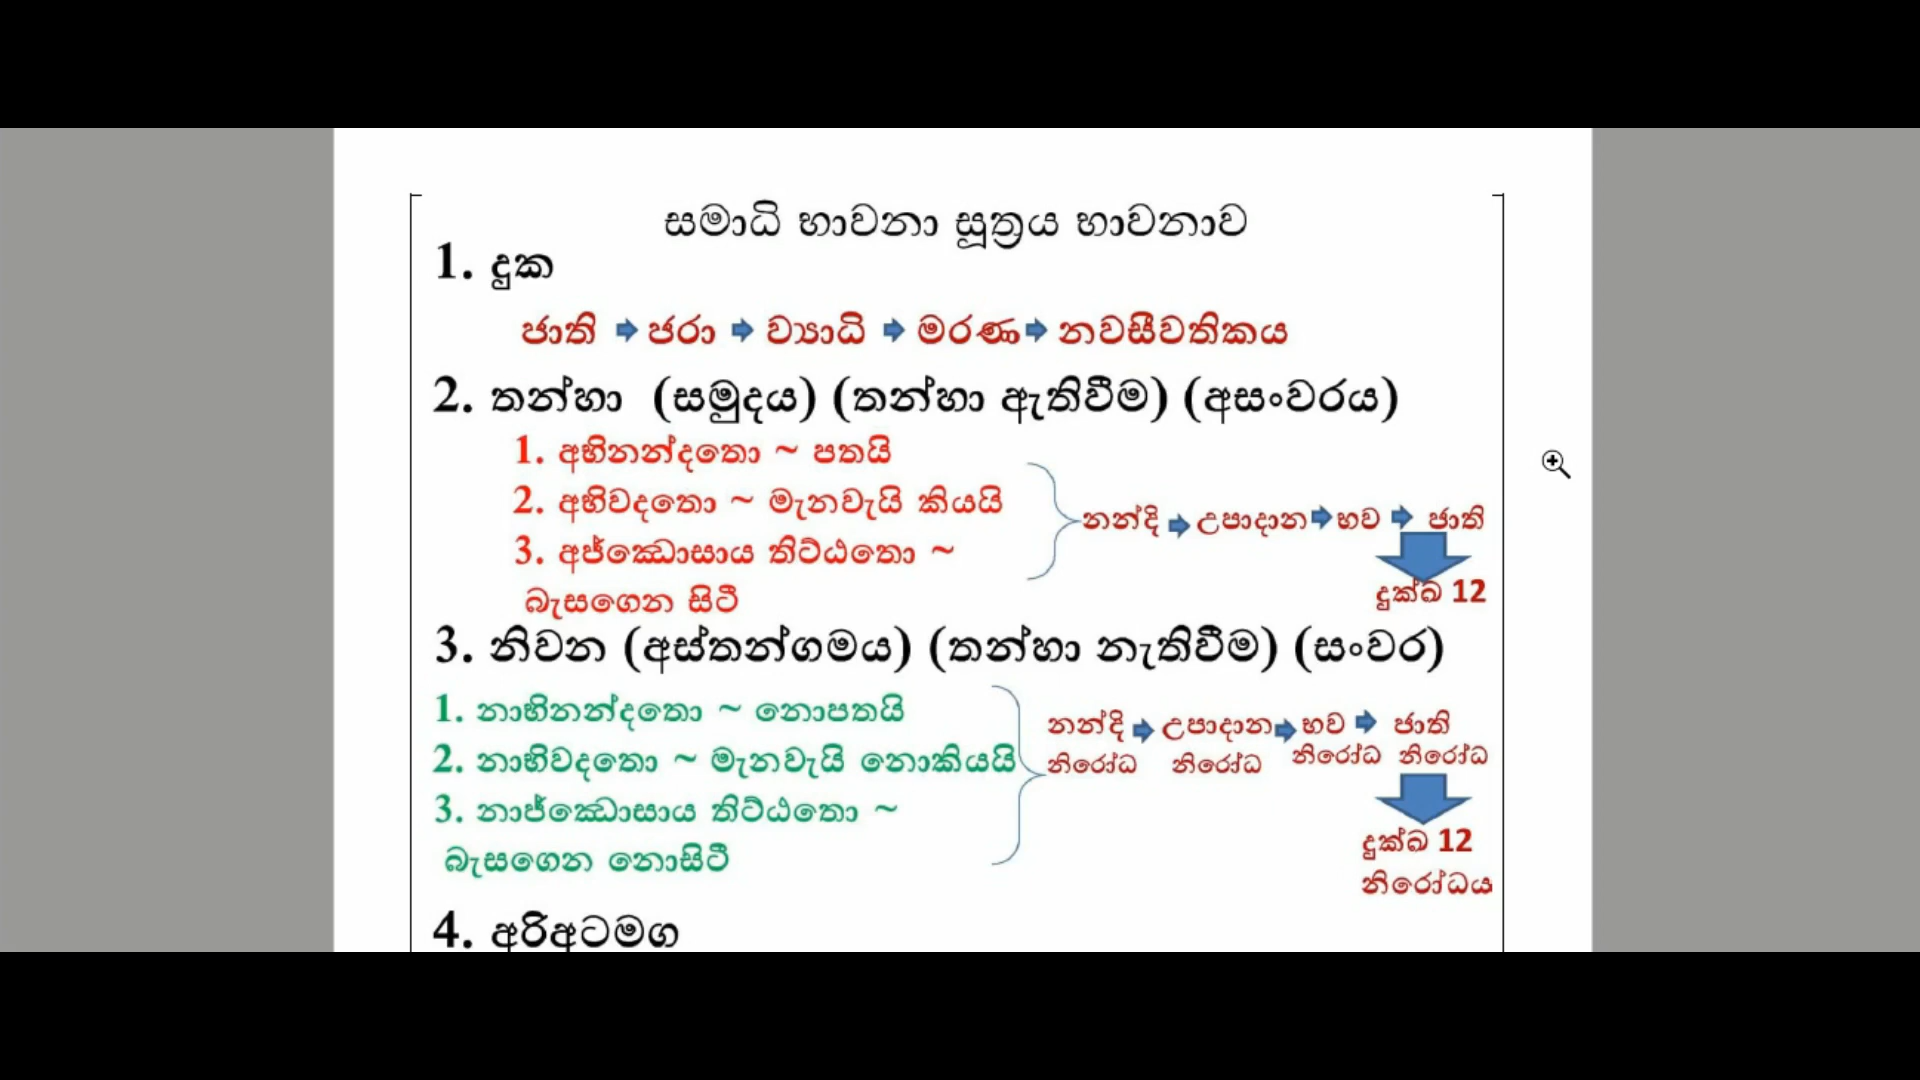 සමාධි භාවනා සූත්‍රය භාවනාව
1. දුක
ජාති ➡ ජරා ➡ ව්‍යාධි ➡ මරණ ➡ නවසීවතිකය
2. තන්හා (සමුදය) (තන්හා ඇතිවීම) (අසංවරය)
1. අභිනන්දතො ~ පතයි
2. අභිවදතො ~ මැනවැයි කියයි
3. අජ්ඣොසාය තිට්ඨතො ~
බැසගෙන සිටී
නන්දි ➡ උපාදාන ➡ භව ➡ ජාති
දුක්ඛ 12
3. නිවන (අස්තන්ගමය) (තන්හා නැතිවීම) (සංවර)
1. නාභිනන්දතො ~ නොපතයි
2. නාභිවදතො ~ මැනවැයි නොකියයි
3. නාජ්ඣොසාය තිට්ඨතො ~
බැසගෙන නොසිටී
නන්දි ➡ උපාදාන ➡ භව ➡ ජාති
නිරෝධ නිරෝධ නිරෝධ නිරෝධ
දුක්ඛ 12
නිරෝධය
4. අරිඅටමග